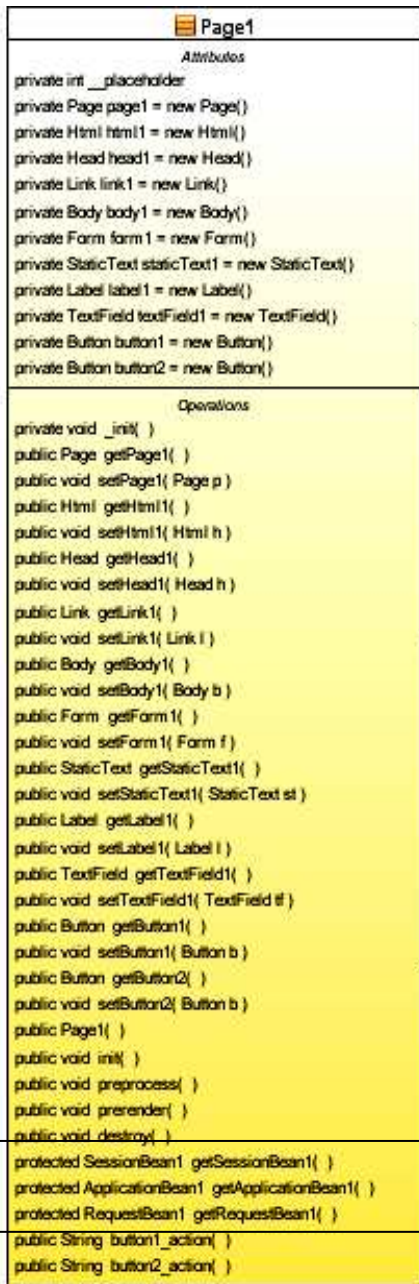 Page1
Attributes
private int __placeholder
private Page page1 = new Page()
private Html html1 = new Html()
private Head head1 = new Head()
private Link link1 = new Link()
private Body body1 = new Body()
private Form form1 = new Form()
private StaticText staticText1 = new StaticText()
private Label label1 = new Label()
private TextField textField1 = new TextField()
private Button button1 = new Button()
private Button button2 = new Button()
Operations
private void _init( )
public Page getPage1( )
public void setPage1( Page p )
public Html getHtml1( )
public void setHtml1( Html h )
public Head getHead1( )
public void setHead1( Head h )
public Link getLink1( )
public void setLink1( Link l )
public Body getBody1( )
public void setBody1( Body b )
public Form getForm1( )
public void setForm1( Form f )
public StaticText getStaticText1( )
public void setStaticText1( StaticText st )
public Label getLabel1( )
public void setLabel1( Label l )
public TextField getTextField1( )
public void setTextField1( TextField tf )
public Button getButton1( )
public void setButton1( Button b )
public Button getButton2( )
public void setButton2( Button b )
public Page1( )
public void init( )
public void preprocess( )
public void prerender( )
public void destroy( )
protected SessionBean1 getSessionBean1( )
protected ApplicationBean1 getApplicationBean1( )
protected RequestBean1 getRequestBean1( )
public String button1_action( )
public String button2_action( )